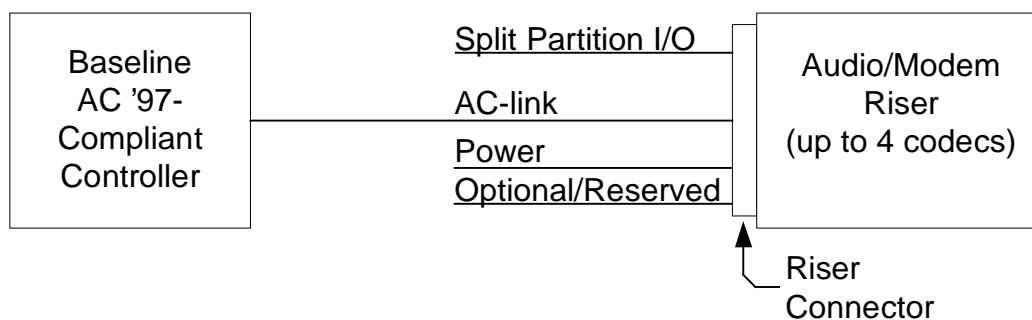 Baseline
AC '97-
Compliant
Controller
Split Partition I/O
AC-link
Power
Optional/Reserved
Audio/Modem
Riser
(up to 4 codecs)
Riser
Connector